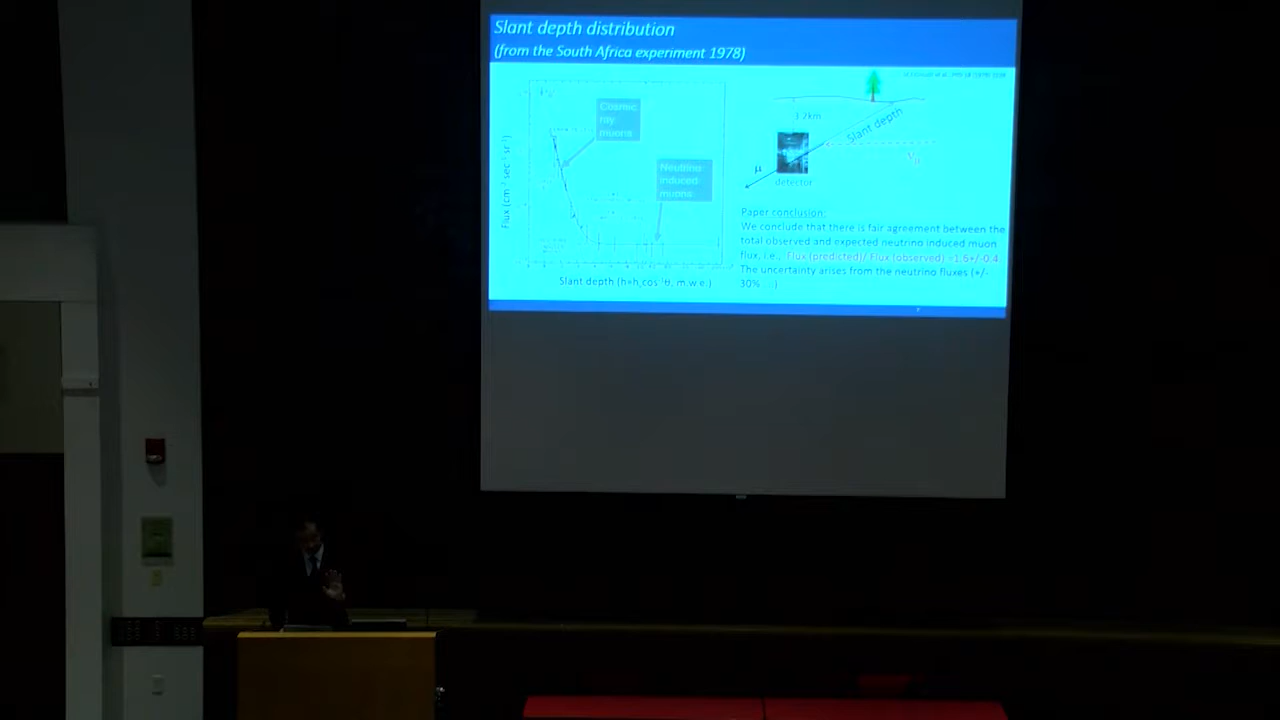 Slant depth distribution
(from the South Africa experiment 1978)
Cosmic
ray
muons
Neutrino
induced
muons
Flux (cm⁻² sec⁻¹ sr⁻¹)
Slant depth (h=h cos⁻¹θ, m.w.e.)
3.2km
Slant depth
μ
detector
Paper conclusion:
We conclude that there is fair agreement between the
total observed and expected neutrino induced muon
flux, i.e., Flux (predicted)/ Flux (observed) =1.6+/-0.4.
The uncertainty arises from the neutrino fluxes (+/-
30% ...)